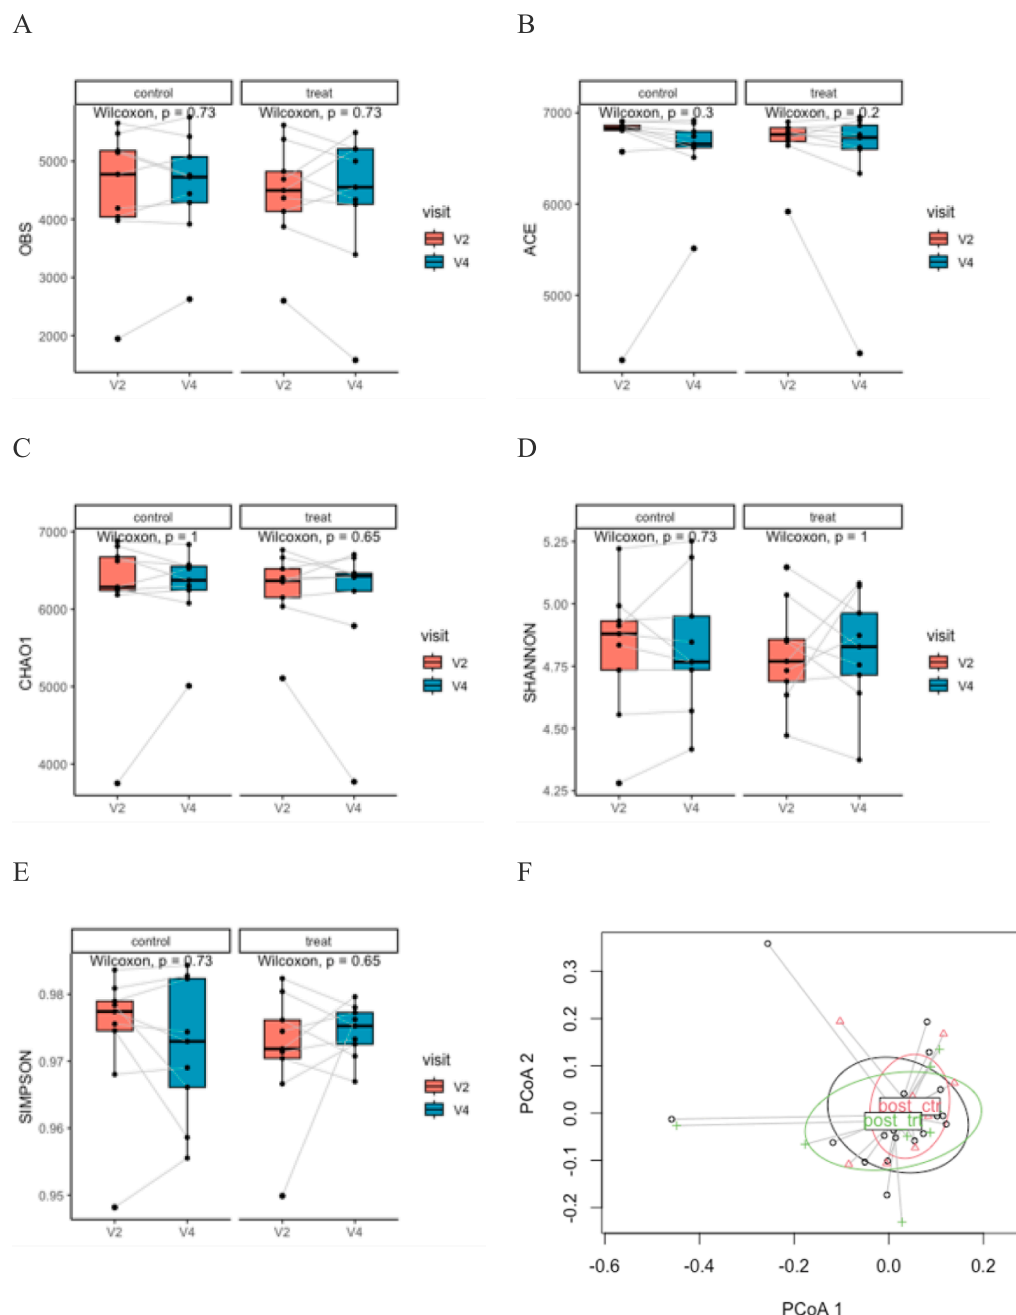 A
control treat
Wilcoxon, p = 0.73 Wilcoxon, p = 0.73
5000
4000
3000
2000
OBS
V2 V4 V2 V4
visit
V2
V4
B
control treat
Wilcoxon, p = 0.3 Wilcoxon, p = 0.2
7000
6000
5000
ACE
V2 V4 V2 V4
visit
V2
V4
C
control treat
Wilcoxon, p = 1 Wilcoxon, p = 0.65
7000
6000
5000
4000
CHAO1
V2 V4 V2 V4
visit
V2
V4
D
control treat
Wilcoxon, p = 0.73 Wilcoxon, p = 1
5.25
5.00
4.75
4.50
4.25
SHANNON
V2 V4 V2 V4
visit
V2
V4
E
control treat
Wilcoxon, p = 0.73 Wilcoxon, p = 0.65
0.98
0.97
0.96
0.95
SIMPSON
V2 V4 V2 V4
visit
V2
V4
F
0.3
0.2
0.1
0.0
-0.1
-0.2
PCoA 2
post_ctrl
post_trt
-0.6 -0.4 -0.2 0.0 0.2
PCoA 1